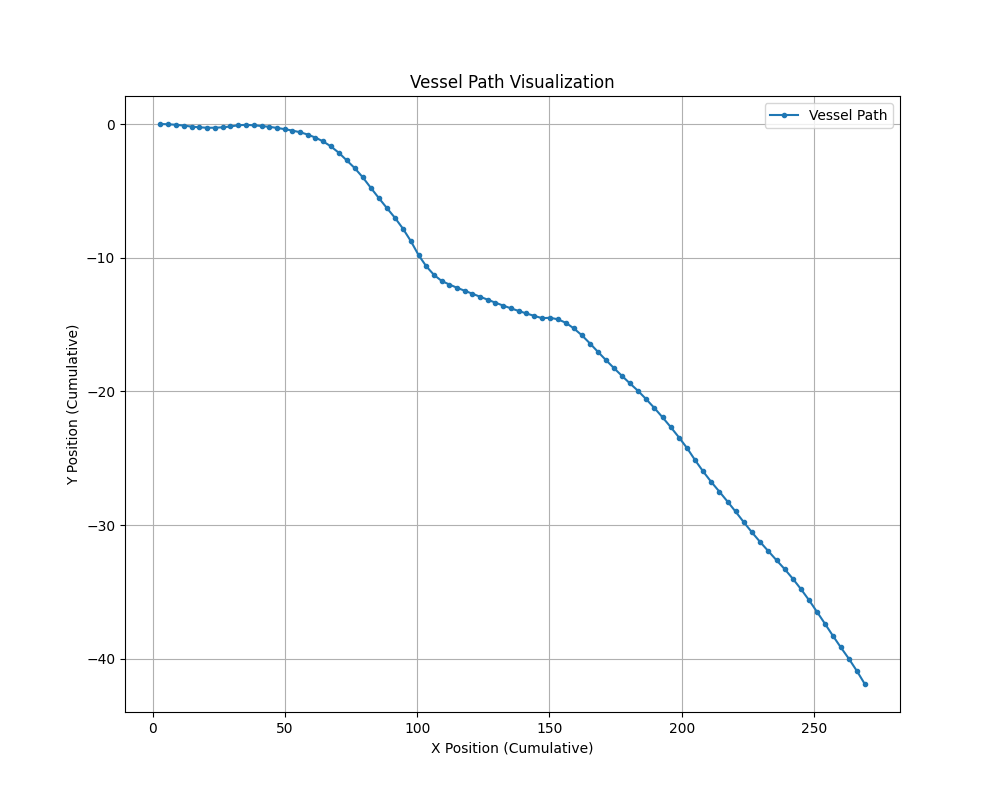 Vessel Path Visualization
Vessel Path
0
−10
−20
−30
−40
Y Position (Cumulative)
0 50 100 150 200 250
X Position (Cumulative)